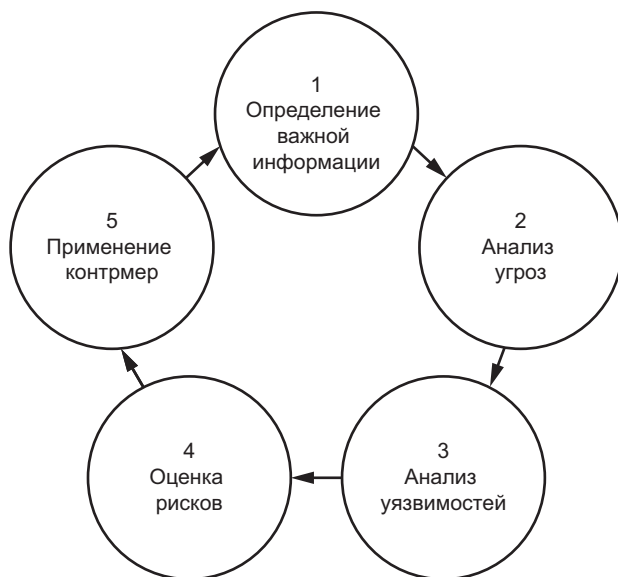 1
Определение
важной
информации
2
Анализ
угроз
3
Анализ
уязвимостей
4
Оценка
рисков
5
Применение
контрмер